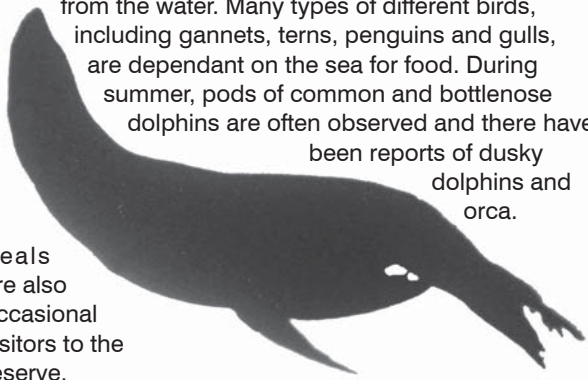 from the water. Many types of different birds,
including gannets, terns, penguins and gulls,
are dependant on the sea for food. During
summer, pods of common and bottlenose
dolphins are often observed and there have
been reports of dusky
dolphins and
orca.
eals
re also
ccasional
sitors to the
eserve.